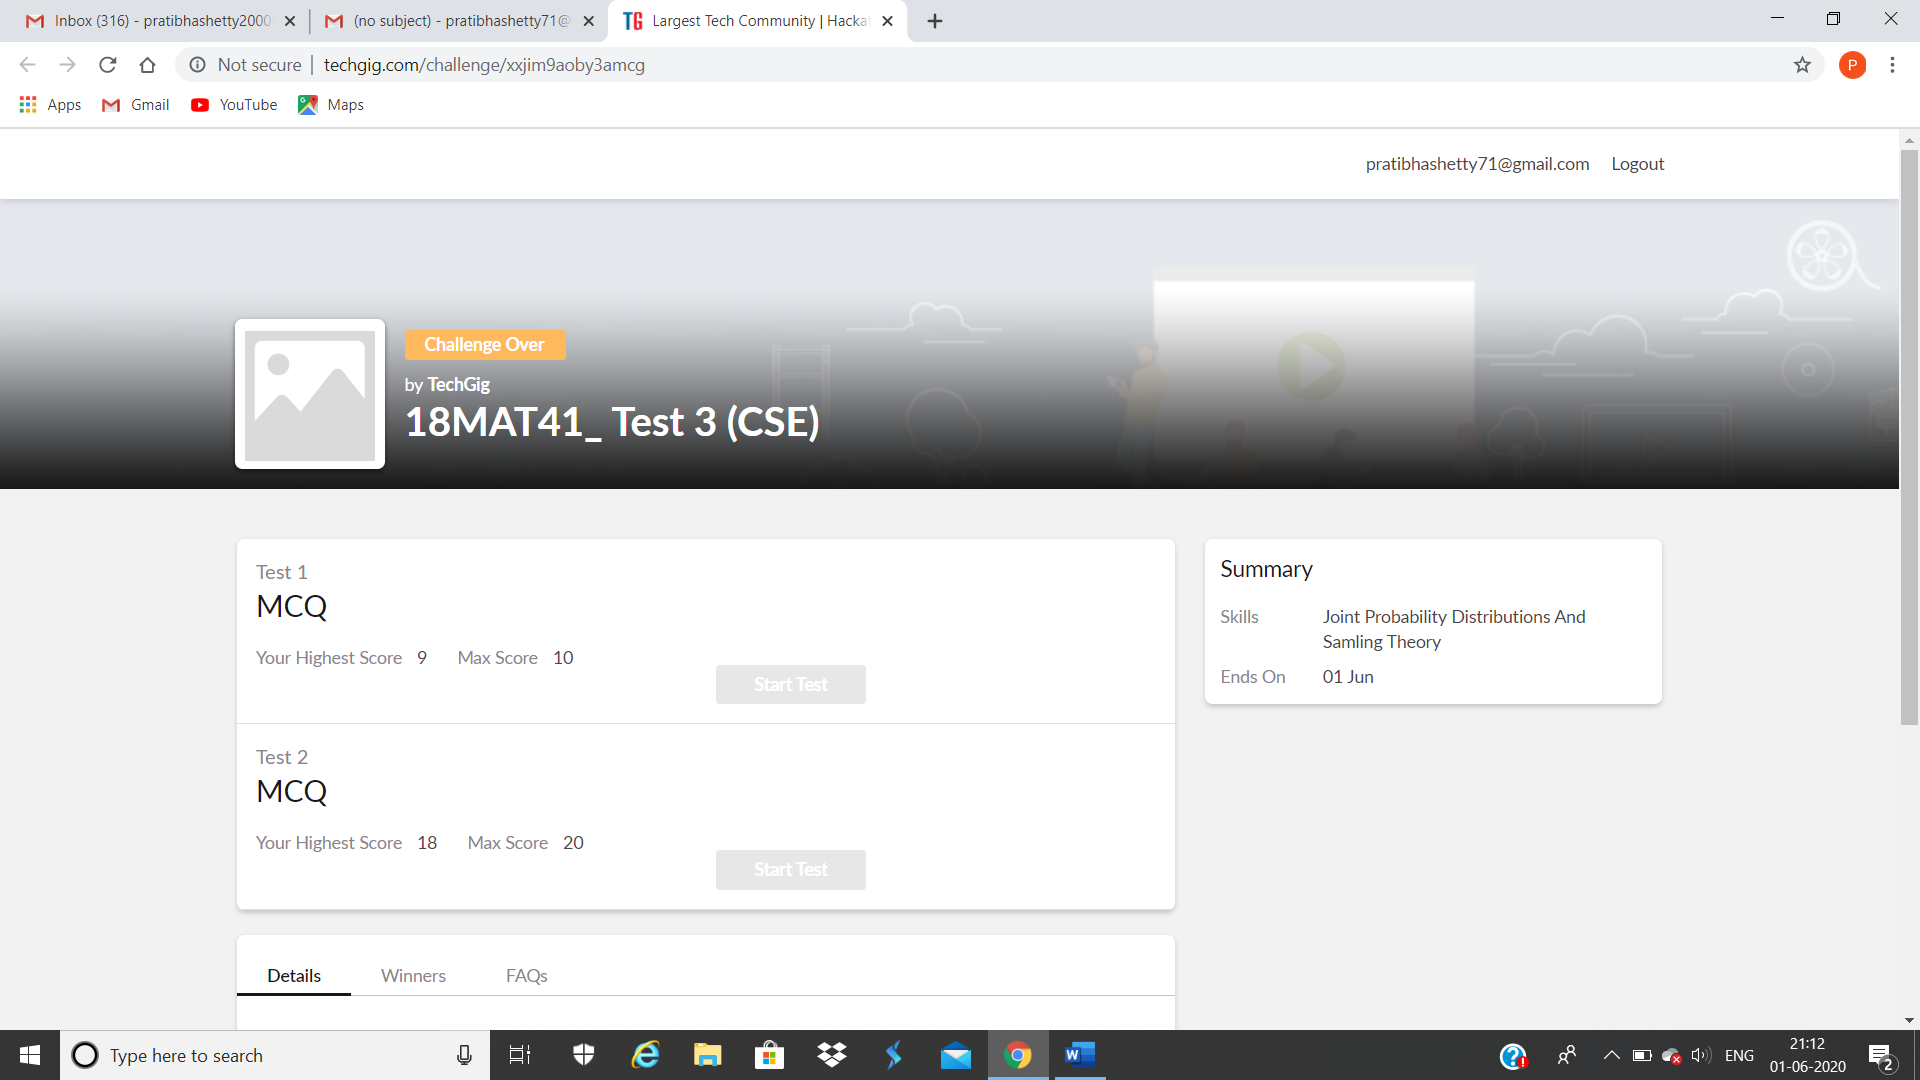 Inbox (316) - pratibhashetty2000
(no subject) - pratibhashetty71@
TG Largest Tech Community | Hacka
Not secure | techgig.com/challenge/xxjim9aoby3amcg
P
Apps Gmail YouTube Maps
pratibhashetty71@gmail.com Logout
Challenge Over
by TechGig
18MAT41_ Test 3 (CSE)
Test 1
MCQ
Your Highest Score 9 Max Score 10
Start Test
Test 2
MCQ
Your Highest Score 18 Max Score 20
Start Test
Summary
Skills Joint Probability Distributions And
Samling Theory
Ends On 01 Jun
Details Winners FAQs
Type here to search
ENG
21:12
01-06-2020
2